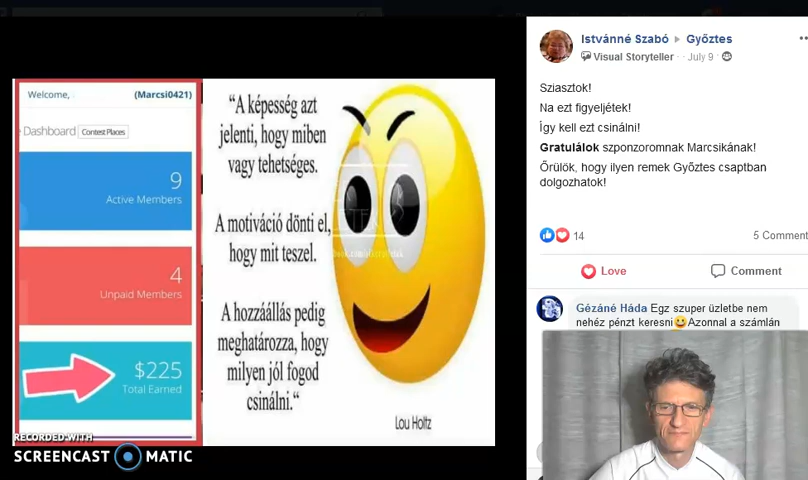 Welcome, (Marcsi0421)
Dashboard Contest Places
9
Active Members
4
Unpaid Members
$225
Total Earned
“A képesség azt
jelenti, hogy miben
vagy tehetséges.
A motiváció dönti el,
hogy mit teszel.
A hozzáállás pedig
meghatározza, hogy
milyen jól fogod
csinálni.“
Lou Holtz
RECORDED WITH
SCREENCAST MATIC
Istvánné Szabó Győztes
Visual Storyteller · July 9
Sziasztok!
Na ezt figyeljétek!
Így kell ezt csinálni!
Gratulálok szponzoromnak Marcsikának!
Őrülök, hogy ilyen remek Győztes csaptban
dolgozhatok!
14
5 Comment
Love Comment
Gézáné Háda Egz szuper üzletbe nem
nehéz pénzt keresni😀Azonnal a számlán